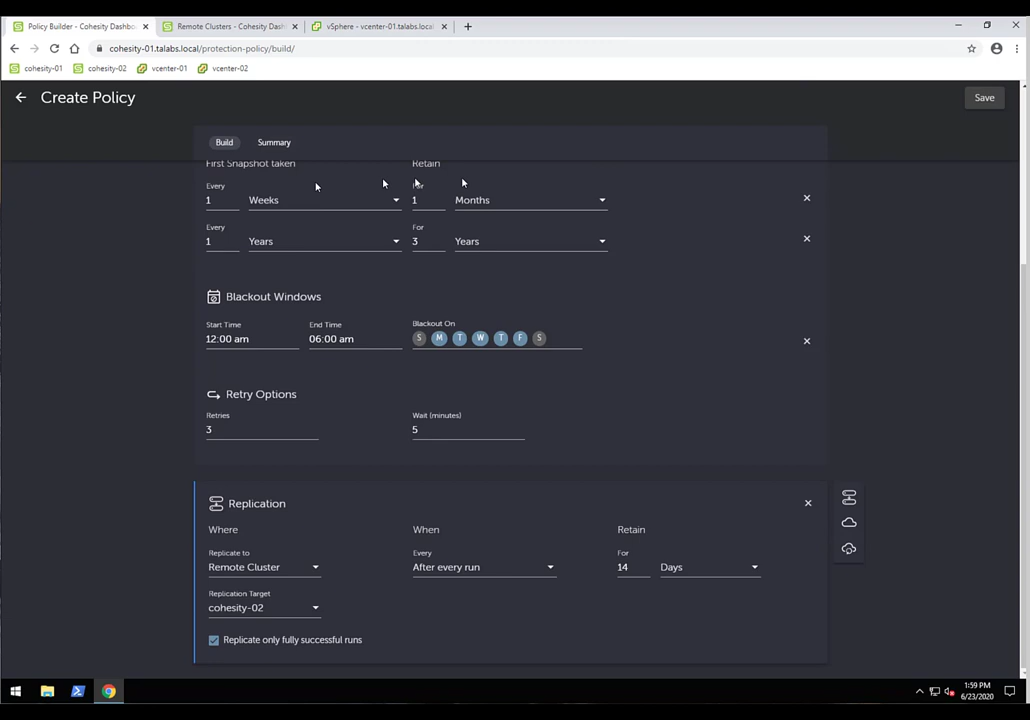 Policy Builder - Cohesity Dashbo
Remote Clusters - Cohesity Dash
vSphere - vcenter-01.talabs.local
cohesity-01.talabs.local/protection-policy/build/
cohesity-01
cohesity-02
vcenter-01
vcenter-02
Create Policy
Save
Build
Summary
First Snapshot taken
Retain
Every
For
1
Weeks
1
Months
Every
For
1
Years
3
Years
Blackout Windows
Start Time
End Time
Blackout On
12:00 am
06:00 am
S M T W T F S
Retry Options
Retries
Wait (minutes)
3
5
Replication
Where
When
Retain
Replicate to
Every
For
Remote Cluster
After every run
14
Days
Replication Target
cohesity-02
Replicate only fully successful runs
1:59 PM
6/23/2020